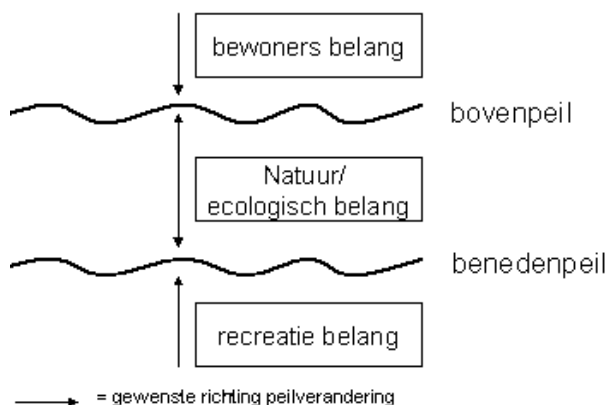 bewoners belang
bovenpeil
Natuur/
ecologisch belang
benedenpeil
recreatie belang
= gewenste richting peilverandering